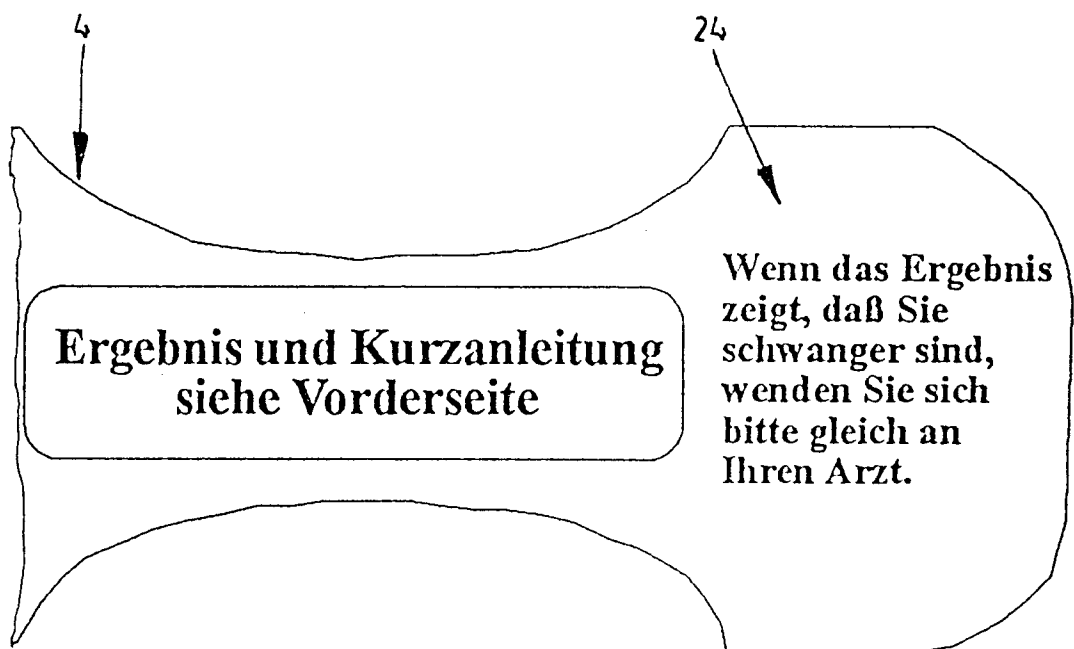 4
24
Ergebnis und Kurzanleitung
siehe Vorderseite
Wenn das Ergebnis
zeigt, daß Sie
schwanger sind,
wenden Sie sich
bitte gleich an
Ihren Arzt.